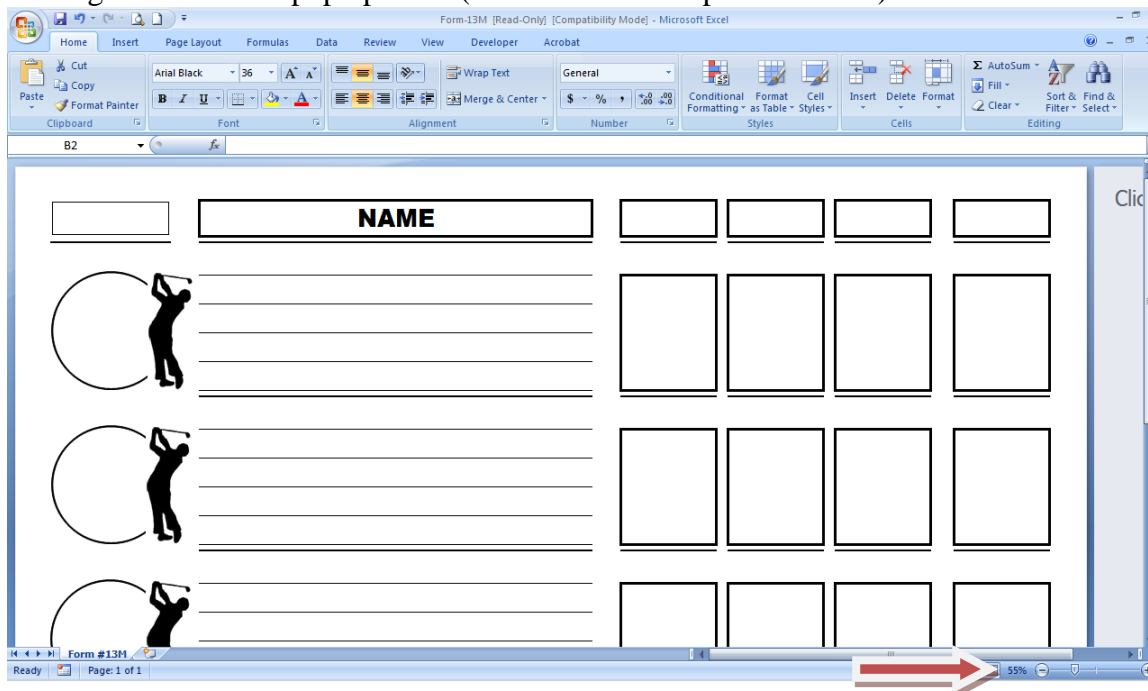 Form-13M [Read-Only] [Compatibility Mode] - Microsoft Excel
Home Insert Page Layout Formulas Data Review View Developer Acrobat
Paste
Cut
Copy
Format Painter
Clipboard
Arial Black 36
B I U
Font
Wrap Text
Merge & Center
Alignment
General
$ % ,
Number
Conditional Formatting
Format as Table
Cell Styles
Styles
Insert Delete Format
Cells
Σ AutoSum
Fill
Clear
Sort & Filter
Find & Select
Editing
B2 fx
Clic
NAME
Form #13M
Ready Page: 1 of 1 55%